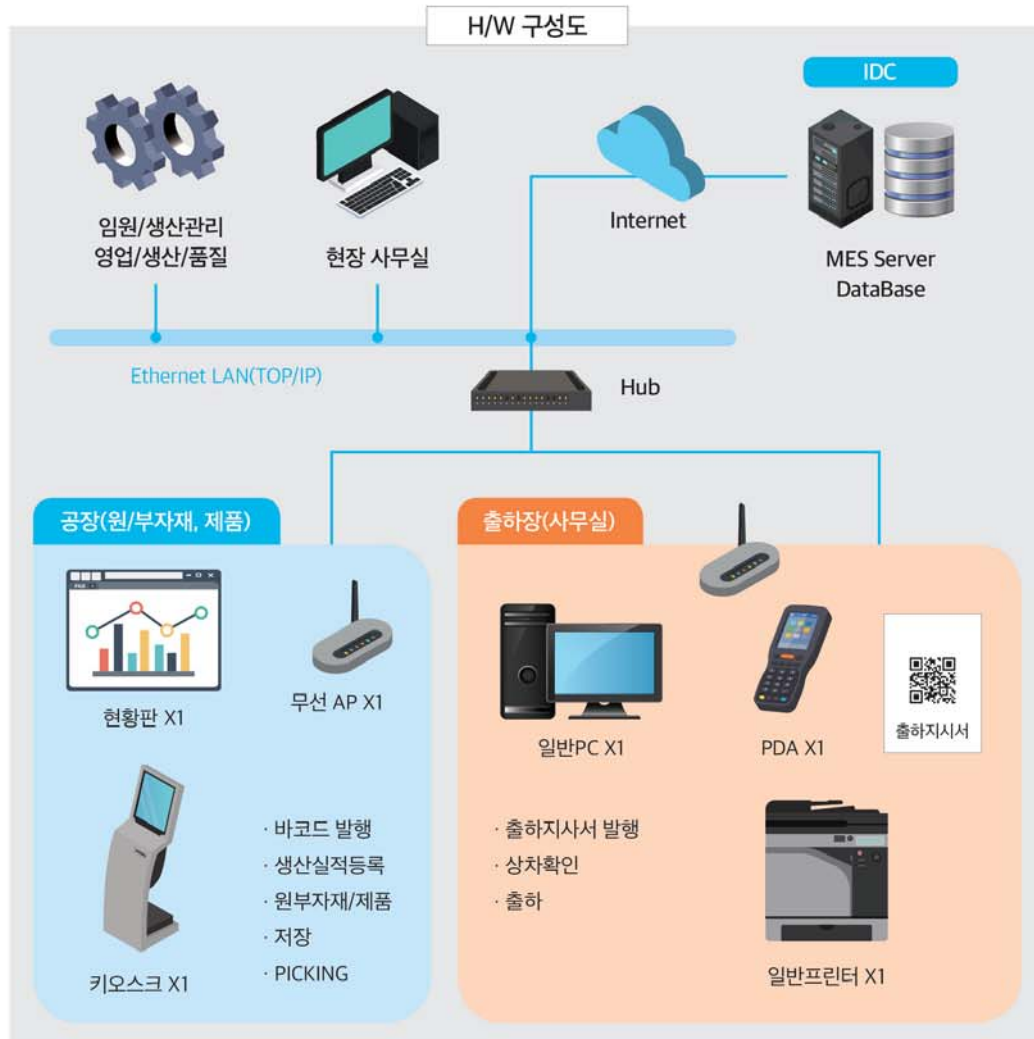 H/W 구성도
IDC
임원/생산관리
영업/생산/품질
현장 사무실
Internet
MES Server
DataBase
Ethernet LAN(TOP/IP)
Hub
공장(원/부자재, 제품)
현황판 X1
무선 AP X1
키오스크 X1
· 바코드 발행
· 생산실적등록
· 원부자재/제품
· 저장
· PICKING
출하장(사무실)
일반PC X1
PDA X1
출하지시서
· 출하지사서 발행
· 상차확인
· 출하
일반프린터 X1